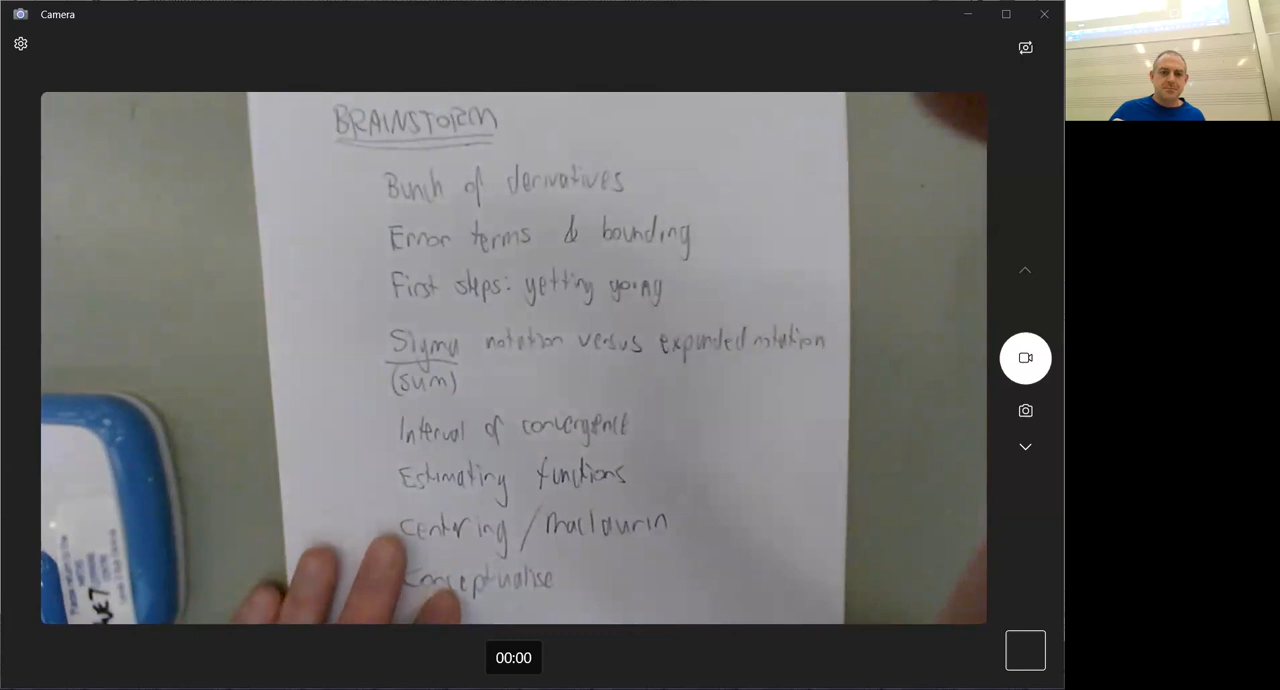 Camera
BRAINSTORM
Bunch of derivatives
Error terms & bounding
First steps: getting going
Sigma notation versus expanded notation
(sum)
Interval of convergence
Estimating functions
Centering / Maclaurin
Conceptualise
00:00